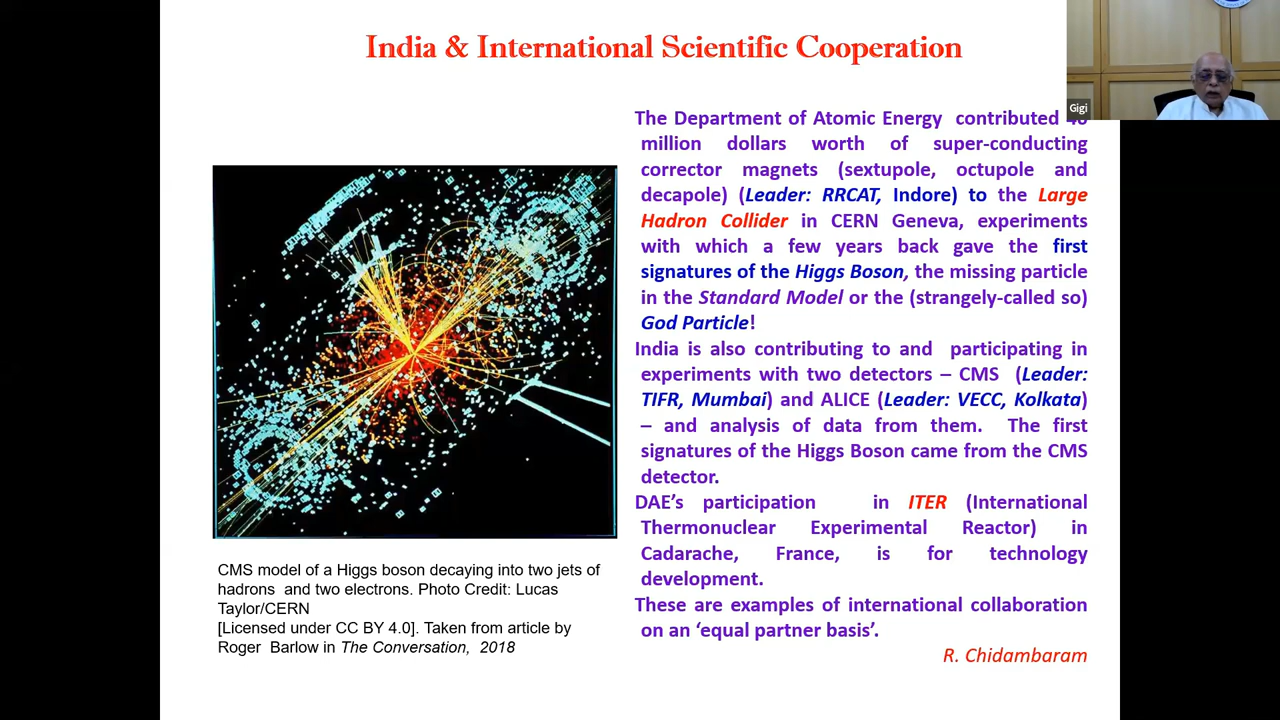 India & International Scientific Cooperation
Gigi
The Department of Atomic Energy contributed
million dollars worth of super-conducting
corrector magnets (sextupole, octupole and
decapole) (Leader: RRCAT, Indore) to the Large
Hadron Collider in CERN Geneva, experiments
with which a few years back gave the first
signatures of the Higgs Boson, the missing particle
in the Standard Model or the (strangely-called so)
God Particle!
India is also contributing to and participating in
experiments with two detectors – CMS (Leader:
TIFR, Mumbai) and ALICE (Leader: VECC, Kolkata)
– and analysis of data from them. The first
signatures of the Higgs Boson came from the CMS
detector.
DAE’s participation in ITER (International
Thermonuclear Experimental Reactor) in
Cadarache, France, is for technology
development.
These are examples of international collaboration
on an ‘equal partner basis’.
R. Chidambaram
CMS model of a Higgs boson decaying into two jets of
hadrons and two electrons. Photo Credit: Lucas
Taylor/CERN
[Licensed under CC BY 4.0]. Taken from article by
Roger Barlow in The Conversation, 2018